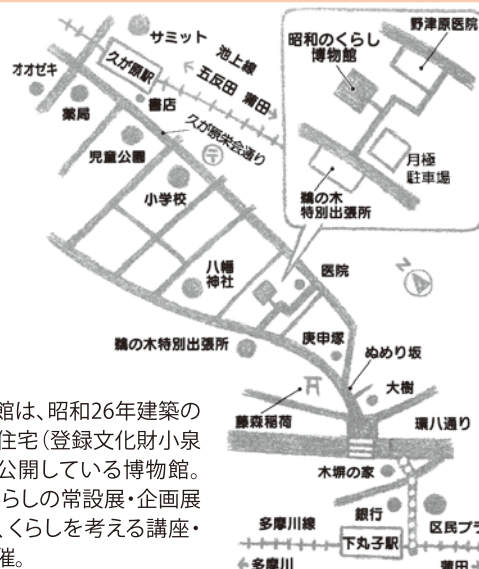 サミット
池上線
五反田 蒲田
久が原駅
オオゼキ
薬局
書店
久が原栄会通り
〒
児童公園
小学校
八幡
神社
医院
鵜の木特別出張所
庚申塚
ぬめり坂
大樹
藤森稲荷
環八通り
木塀の家
銀行
多摩川線
下丸子駅
多摩川
区民プ
蒲田
N
野津原医院
昭和のくらし
博物館
月極
駐車場
鵜の木
特別出張所
館は、昭和26年建築の
住宅(登録文化財小泉
公開している博物館。
らしの常設展・企画展
、くらしを考える講座・
催。